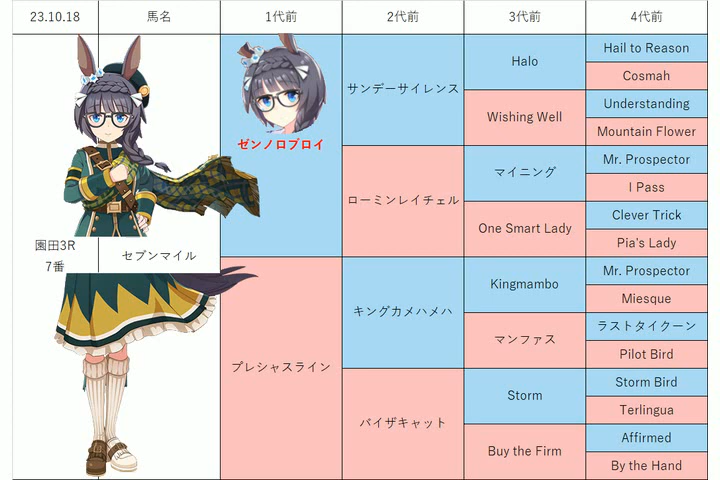 23.10.18 馬名 1代前 2代前 3代前 4代前
園田3R
7番
セブンマイル
ゼンノロブロイ
サンデーサイレンス
Halo
Hail to Reason
Cosmah
Wishing Well
Understanding
Mountain Flower
ローミンレイチェル
マイニング
Mr. Prospector
I Pass
One Smart Lady
Clever Trick
Pia's Lady
プレシャスライン
キングカメハメハ
Kingmambo
Mr. Prospector
Miesque
マンファス
ラストタイクーン
Pilot Bird
バイザキャット
Storm
Storm Bird
Terlingua
Buy the Firm
Affirmed
By the Hand